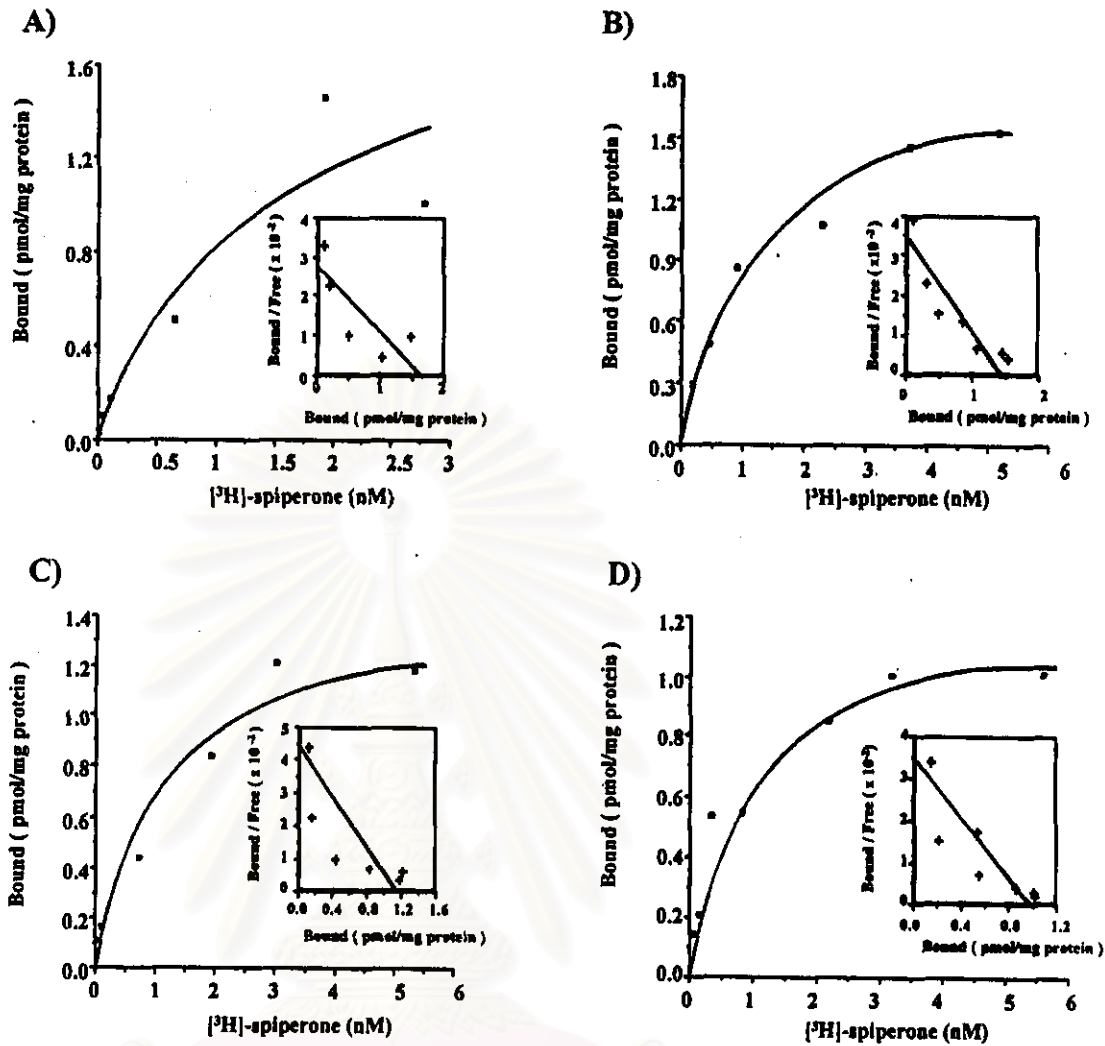 A)
Bound ( pmol/mg protein )
1.6
1.2
0.8
0.4
0.0
0 0.5 1 1.5 2 2.5 3
[³H]-spiperone (nM)
Bound / Free ( x 10⁻² )
4
3
2
1
0
0 1 2
Bound ( pmol/mg protein )
B)
Bound ( pmol/mg protein )
1.8
1.5
1.2
0.9
0.6
0.3
0.0
0 1 2 3 4 5 6
[³H]-spiperone (nM)
Bound / Free ( x10⁻² )
4
3
2
1
0
0 1 2
Bound ( pmol/mg protein )
C)
Bound ( pmol/mg protein )
1.4
1.2
1.0
0.8
0.6
0.4
0.2
0.0
0 1 2 3 4 5 6
[³H]-spiperone (nM)
Bound / Free ( x 10⁻² )
5
4
3
2
1
0
0.0 0.4 0.8 1.2 1.6
Bound ( pmol/mg protein )
D)
Bound ( pmol/mg protein )
1.2
1.0
0.8
0.6
0.4
0.2
0.0
0 1 2 3 4 5 6
[³H]-spiperone (nM)
Bound / Free ( x 10⁻² )
4
3
2
1
0
0.0 0.4 0.8 1.2
Bound ( pmol/mg protein )